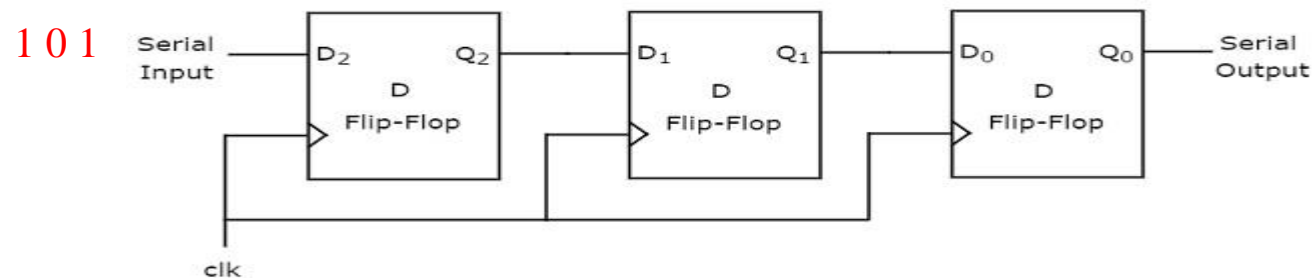 1 0 1
Serial
Input
D₂
Q₂
D
Flip-Flop
D₁
Q₁
D
Flip-Flop
D₀
Q₀
D
Flip-Flop
Serial
Output
clk